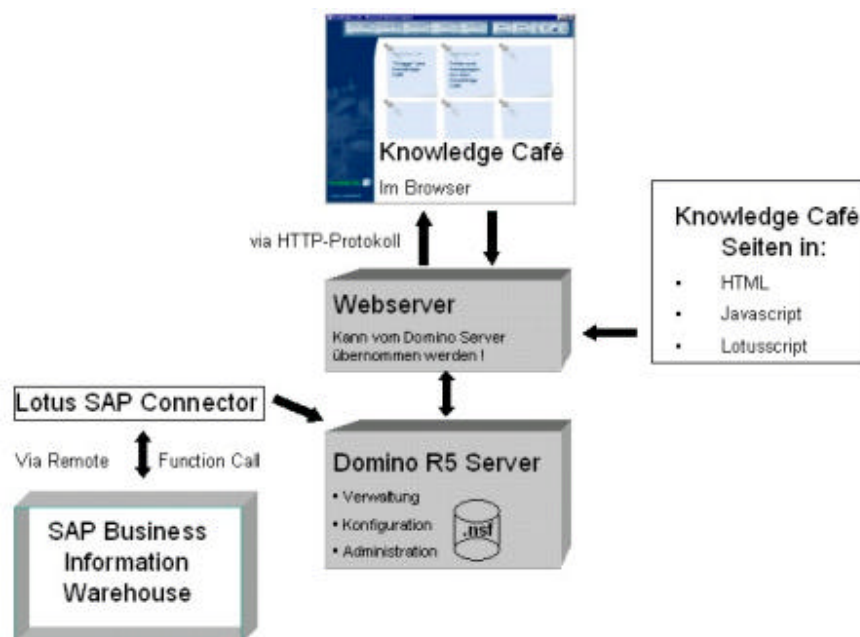 Knowledge Café
Im Browser
via HTTP-Protokoll
Knowledge Café
Seiten in:
• HTML
• Javascript
• Lotusscript
Webserver
Kann vom Domino Server
übernommen werden !
Lotus SAP Connector
Via Remote
Function Call
Domino R5 Server
• Verwaltung
• Konfiguration
• Administration
.nsf
SAP Business
Information
Warehouse